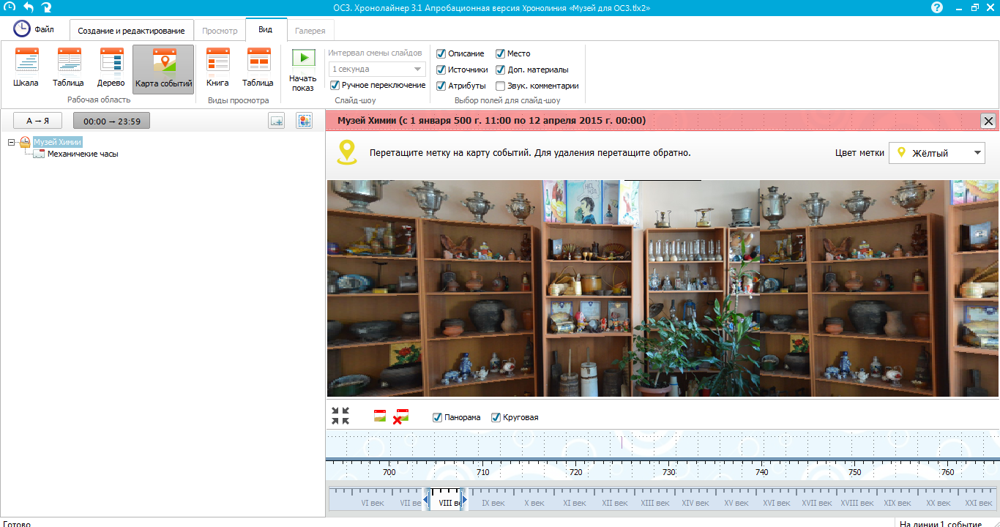 ОС3. Хронолайнер 3.1 Апробационная версия Хронолиния «Музей для ОС3.tlx2»
Файл
Создание и редактирование
Просмотр
Вид
Галерея
Шкала
Таблица
Дерево
Карта событий
Рабочая область
Книга
Таблица
Виды просмотра
Начать
показ
Интервал смены слайдов
1 секунда
Ручное переключение
Слайд-шоу
Описание
Место
Источники
Доп. материалы
Атрибуты
Звук. комментарии
Выбор полей для слайд-шоу
А → Я
00:00 → 23:59
Музей Химии
Механичекие часы
Музей Химии (с 1 января 500 г. 11:00 по 12 апреля 2015 г. 00:00)
Перетащите метку на карту событий. Для удаления перетащите обратно.
Цвет метки
Жёлтый
Панорама
Круговая
700 710 720 730 740 750 760
VI век VII ве VIII ве IX век X век XI век XII век XIII век XIV век XV век XVI век XVII век XVIII век XIX век XX век XXI век
Готово
На линии 1 событие